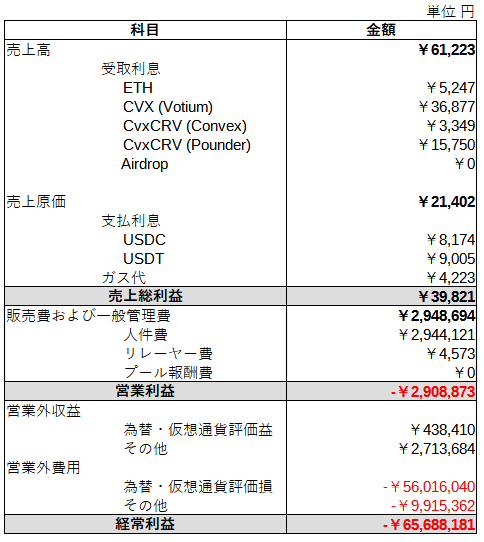 単位 円
科目 金額
売上高 ￥61,223
受取利息
ETH ￥5,247
CVX (Votium) ￥36,877
CvxCRV (Convex) ￥3,349
CvxCRV (Pounder) ￥15,750
Airdrop ￥0
売上原価 ￥21,402
支払利息
USDC ￥8,174
USDT ￥9,005
ガス代 ￥4,223
売上総利益 ￥39,821
販売費および一般管理費 ￥2,948,694
人件費 ￥2,944,121
リレーヤー費 ￥4,573
プール報酬費 ￥0
営業利益 -￥2,908,873
営業外収益
為替・仮想通貨評価益 ￥438,410
その他 ￥2,713,684
営業外費用
為替・仮想通貨評価損 -￥56,016,040
その他 -￥9,915,362
経常利益 -￥65,688,181